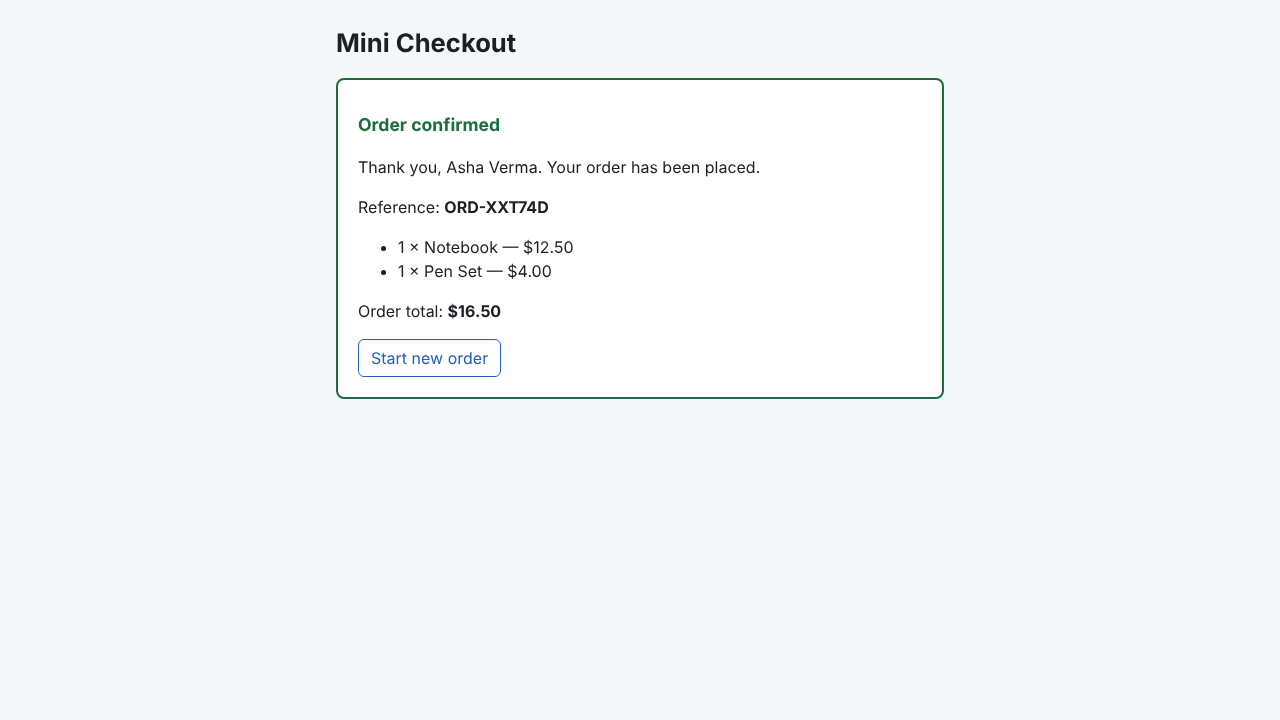 Mini Checkout
Order confirmed
Thank you, Asha Verma. Your order has been placed.
Reference: ORD-XXT74D
• 1 × Notebook — $12.50
• 1 × Pen Set — $4.00
Order total: $16.50
Start new order